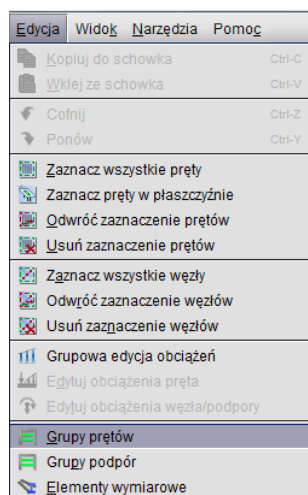 Edycja Widok Narzędzia Pomoc
Kopiuj do schowka Ctrl-C
Wklej ze schowka Ctrl-V
Cofnij Ctrl-Z
Ponów Ctrl-Y
Zaznacz wszystkie pręty
Zaznacz pręty w płaszczyźnie
Odwróć zaznaczenie prętów
Usuń zaznaczenie prętów
Zaznacz wszystkie węzły
Odwróć zaznaczenie węzłów
Usuń zaznaczenie węzłów
Grupowa edycja obciążeń
Edytuj obciążenia pręta
Edytuj obciążenia węzła/podpory
Grupy prętów
Grupy podpór
Elementy wymiarowe